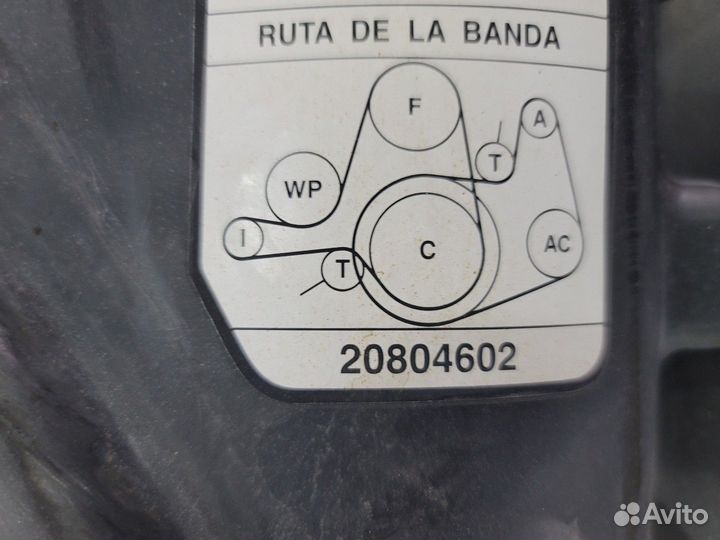 RUTA DE LA BANDA
F
A
T
WP
I
C
AC
T
20804602
Avito